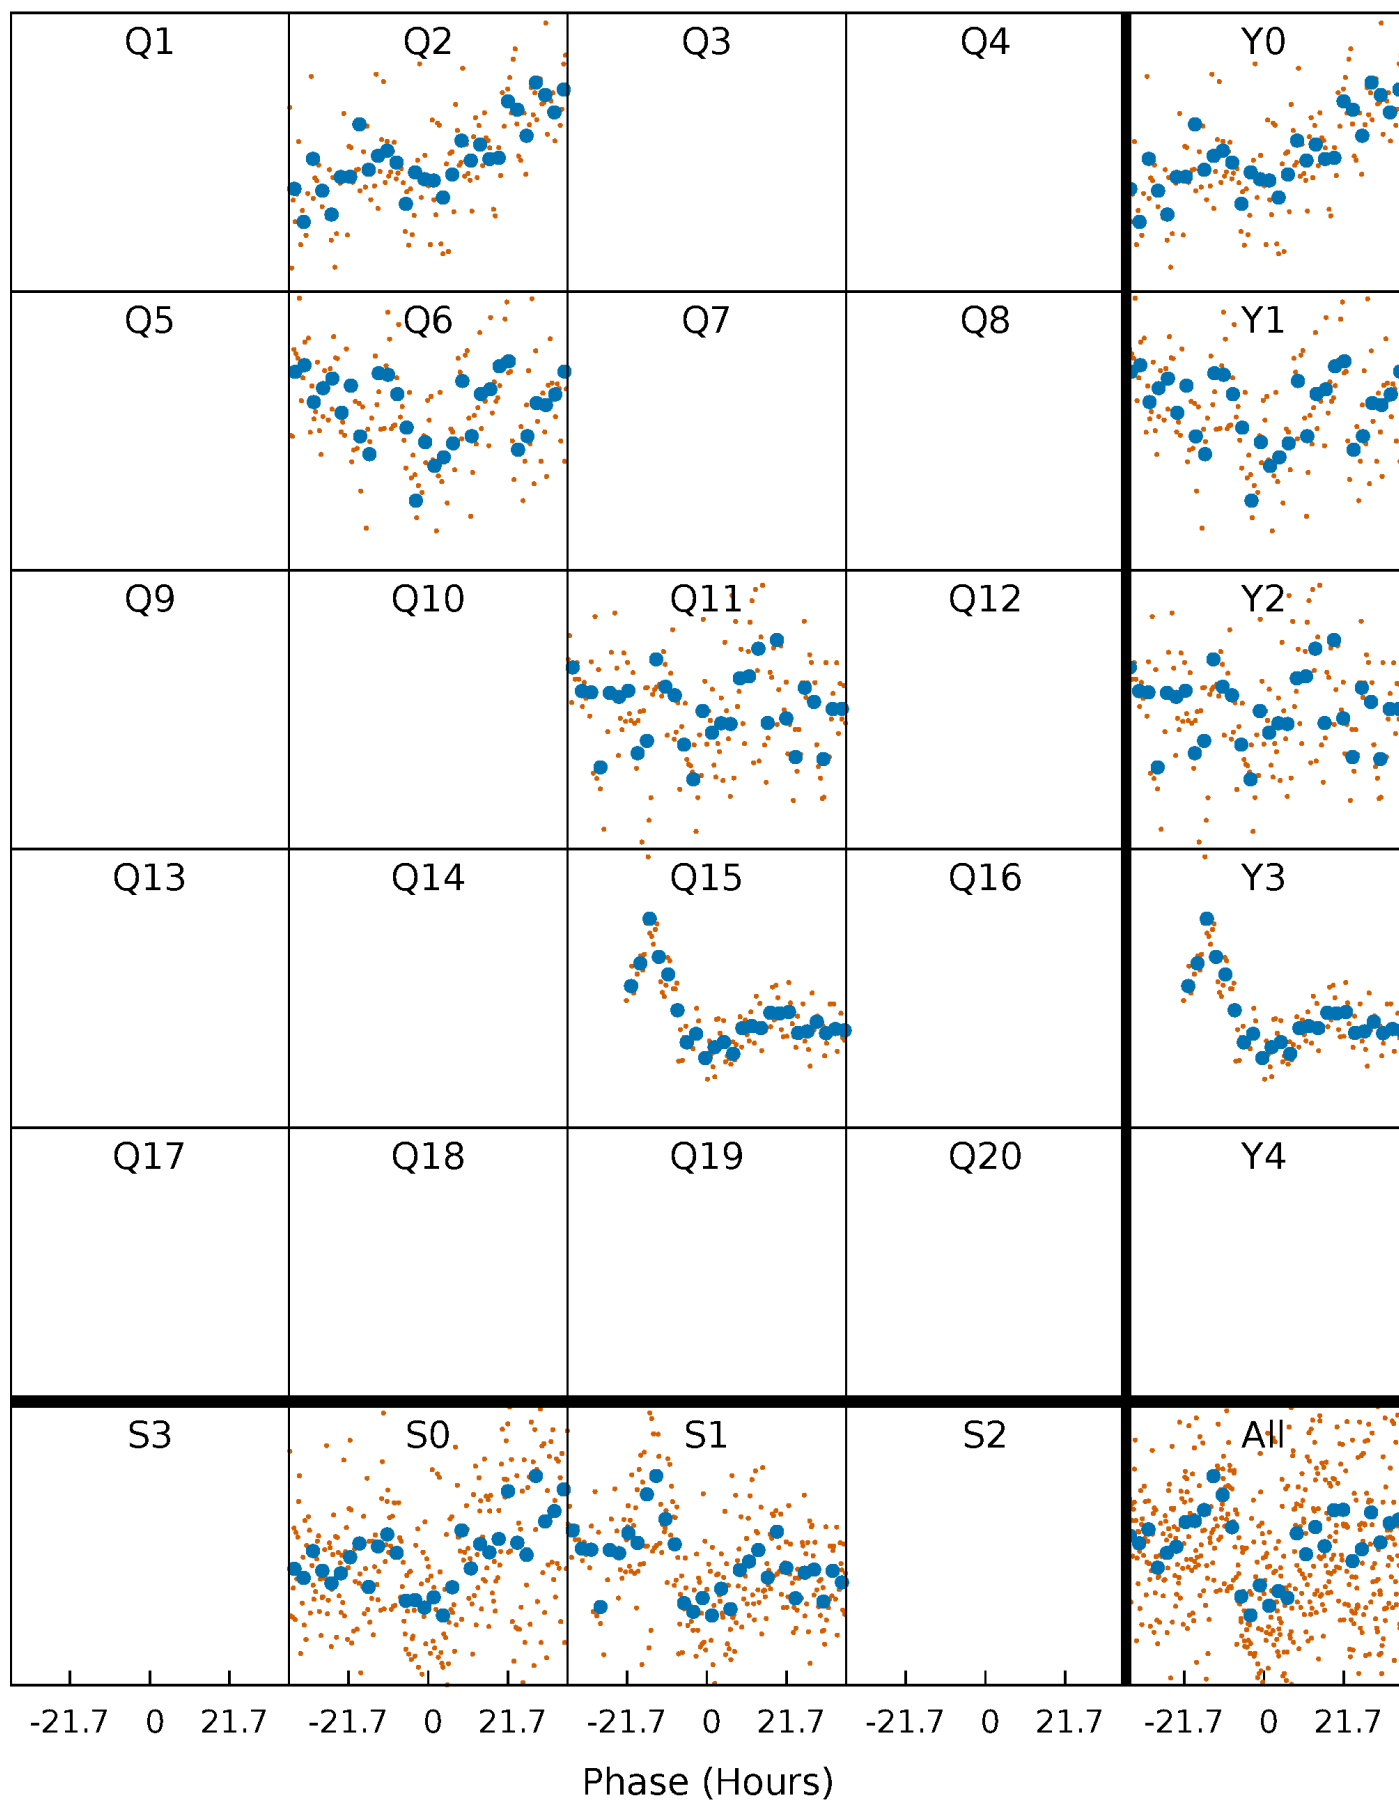 Q1 Q2 Q3 Q4 Y0
Q5 Q6 Q7 Q8 Y1
Q9 Q10 Q11 Q12 Y2
Q13 Q14 Q15 Q16 Y3
Q17 Q18 Q19 Q20 Y4
S3 S0 S1 S2 All
-21.7 0 21.7 -21.7 0 21.7 -21.7 0 21.7 -21.7 0 21.7 -21.7 0 21.7
Phase (Hours)